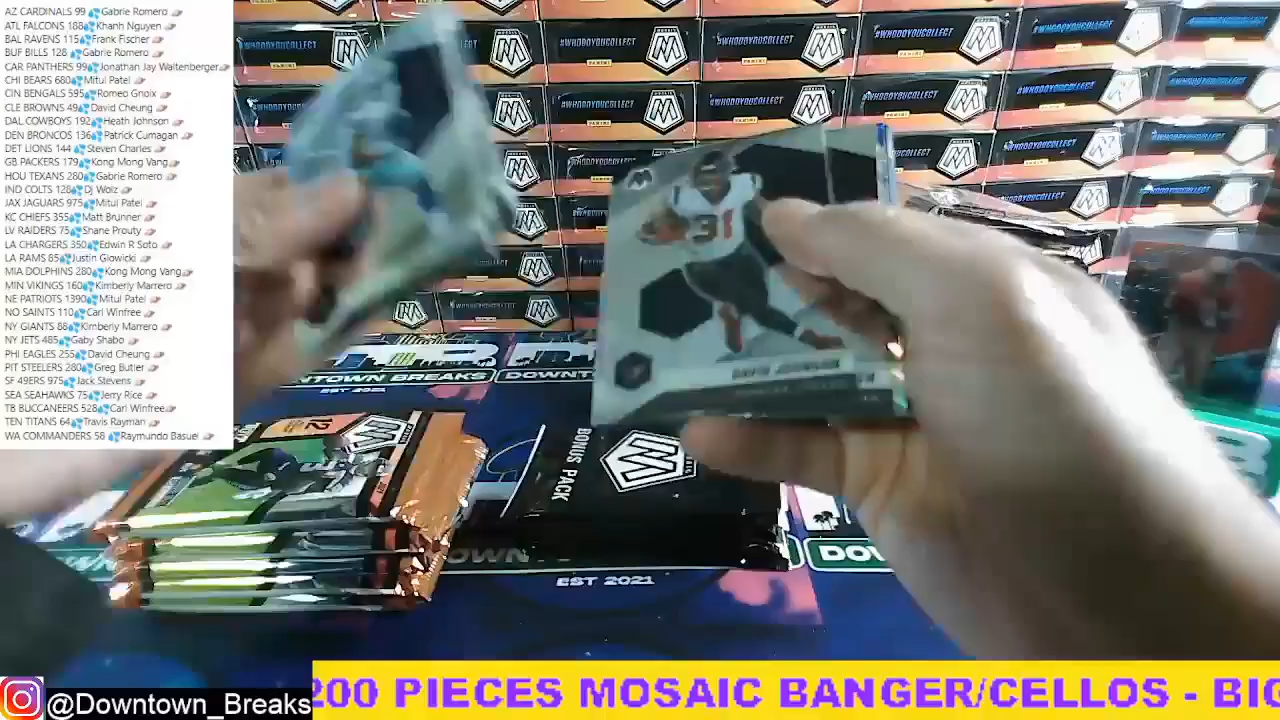 AZ CARDINALS 99💦Gabrie Romero🏈
ATL FALCONS 188💦Khanh Nguyen🏈
BAL RAVENS 115💦Frank Fischer🏈
BUF BILLS 128 💦Gabrie Romero🏈
CAR PANTHERS 99💦Jonathan Jay Waltenberger🏈
CHI BEARS 680💦Mitul Patel 🏈
CIN BENGALS 595💦Romeo Gnoix 🏈
CLE BROWNS 49💦David Cheung 🏈
DAL COWBOYS 192💦Heath Johnson 🏈
DEN BRONCOS 136💦Patrick Cumagan 🏈
DET LIONS 144 💦Steven Charles 🏈
GB PACKERS 179💦Kong Mong Vang🏈
HOU TEXANS 280💦Gabrie Romero🏈
IND COLTS 128💦DJ Wolz 🏈
JAX JAGUARS 975💦Mitul Patel 🏈
KC CHIEFS 355💦Matt Brunner 🏈
LV RAIDERS 75💦Shane Prouty 🏈
LA CHARGERS 350💦Edwin R Soto 🏈
LA RAMS 85💦Justin Glowicki 🏈
MIA DOLPHINS 280💦Kong Mong Vang🏈
MIN VIKINGS 160💦Kimberly Marrero 🏈
NE PATRIOTS 1390💦Mitul Patel 🏈
NO SAINTS 110💦Carl Winfree🏈
NY GIANTS 88💦Kimberly Marrero 🏈
NY JETS 485💦Gaby Shabo 🏈
PHI EAGLES 255💦David Cheung 🏈
PIT STEELERS 280💦Greg Butler 🏈
SF 49ERS 975💦Jack Stevens 🏈
SEA SEAHAWKS 75💦Jerry Rice 🏈
TB BUCCANEERS 528💦Carl Winfree🏈
TEN TITANS 64💦Travis Rayman 🏈
WA COMMANDERS 58 💦Raymundo Basuel 🏈
#WHODOYOUCOLLECT
PANINI
31
DAVID JOHNSON
12
BONUS PACK
DOWNTOWN BREAKS
EST 2021
@Downtown_Breaks
200 PIECES MOSAIC BANGER/CELLOS - BIG